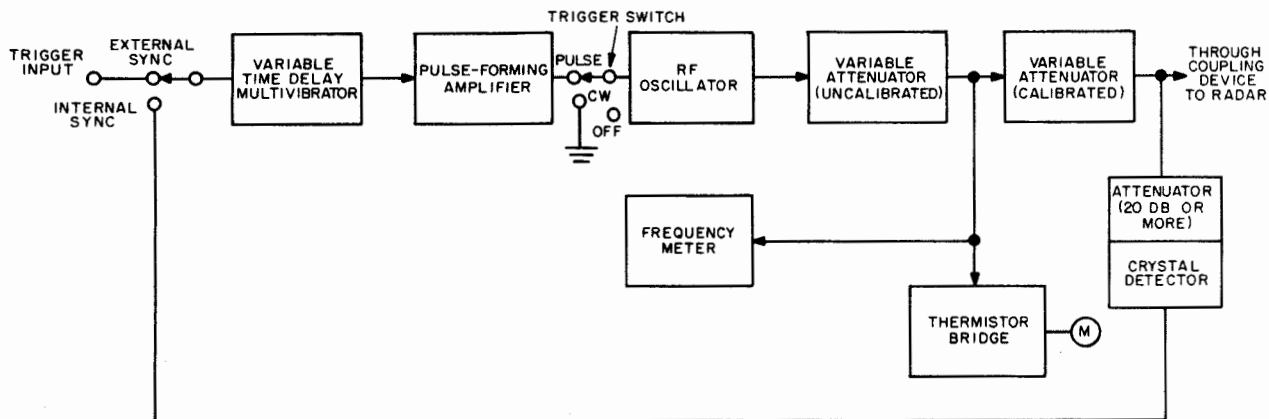 TRIGGER SWITCH
TRIGGER
INPUT
EXTERNAL
SYNC
INTERNAL
SYNC
VARIABLE
TIME DELAY
MULTIVIBRATOR
PULSE-FORMING
AMPLIFIER
PULSE
CW
OFF
RF
OSCILLATOR
VARIABLE
ATTENUATOR
(UNCALIBRATED)
VARIABLE
ATTENUATOR
(CALIBRATED)
THROUGH
COUPLING
DEVICE
TO RADAR
FREQUENCY
METER
THERMISTOR
BRIDGE
M
ATTENUATOR
(20 DB OR
MORE)
CRYSTAL
DETECTOR